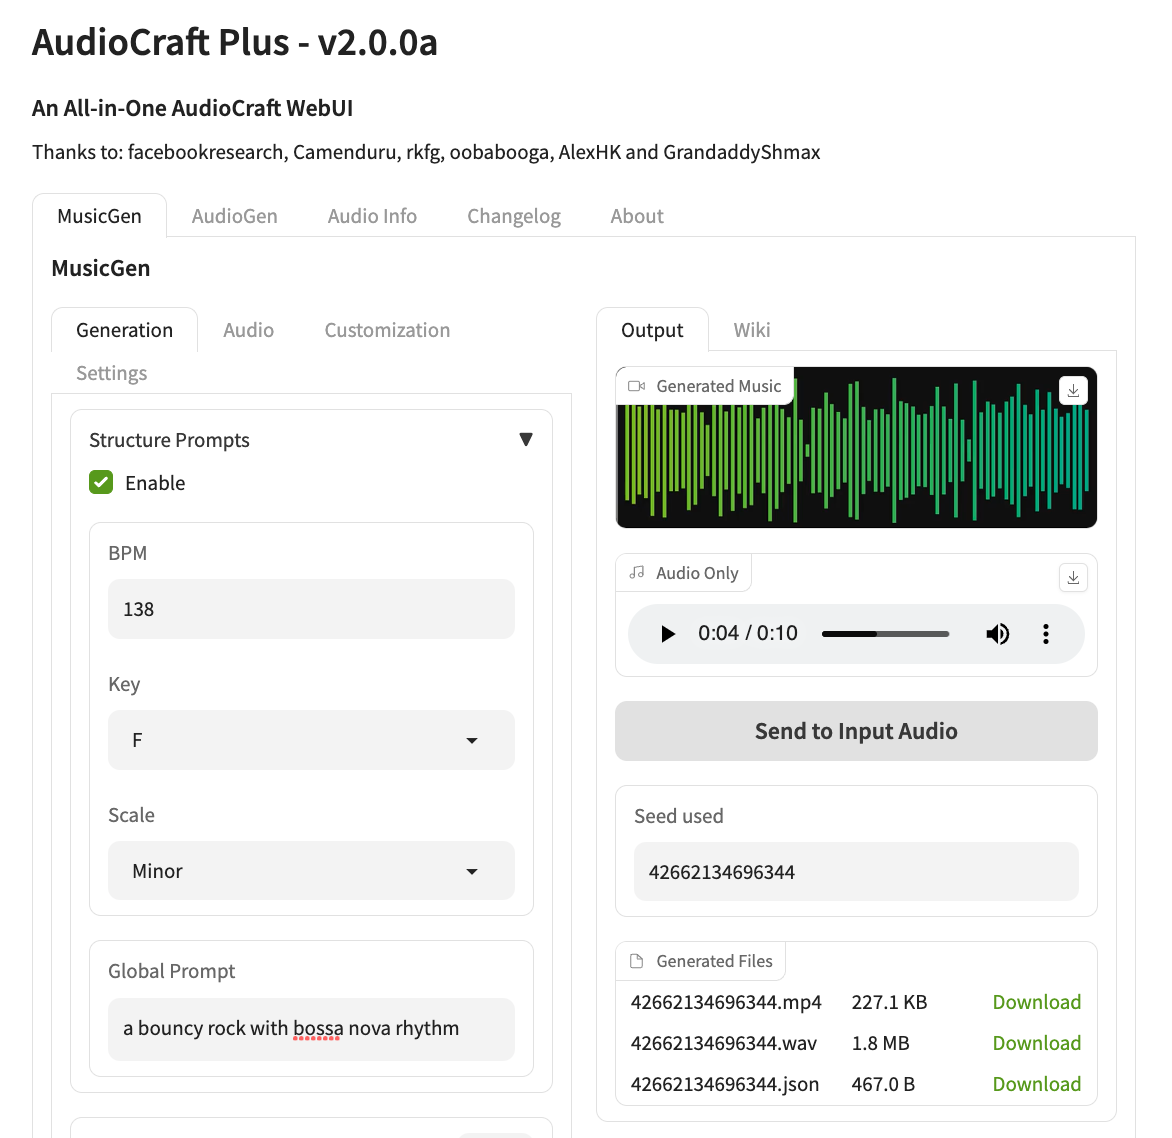 AudioCraft Plus - v2.0.0a
An All-in-One AudioCraft WebUI
Thanks to: facebookresearch, Camenduru, rkfg, oobabooga, AlexHK and GrandaddyShmax
MusicGen AudioGen Audio Info Changelog About
MusicGen
Generation Audio Customization
Settings
Structure Prompts
Enable
BPM
138
Key
F
Scale
Minor
Global Prompt
a bouncy rock with bossa nova rhythm
Output Wiki
Generated Music
Audio Only
0:04 / 0:10
Send to Input Audio
Seed used
42662134696344
Generated Files
42662134696344.mp4 227.1 KB Download
42662134696344.wav 1.8 MB Download
42662134696344.json 467.0 B Download